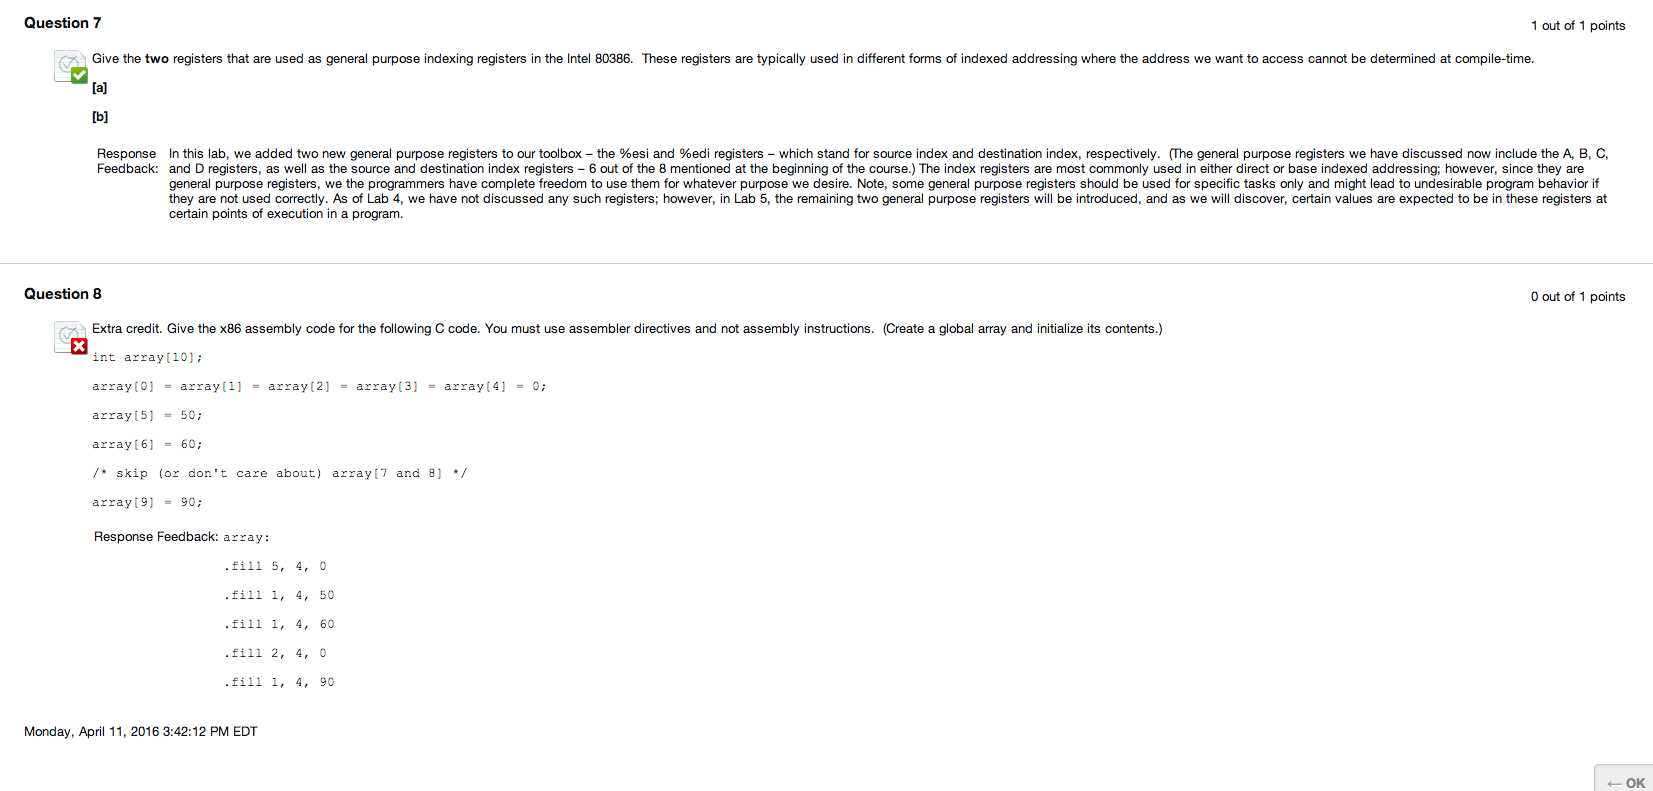 Question 7
1 out of 1 points
Give the two registers that are used as general purpose indexing registers in the Intel 80386.  These registers are typically used in different forms of indexed addressing where the address we want to access cannot be determined at compile-time.
[a]
[b]
Response Feedback:
In this lab, we added two new general purpose registers to our toolbox – the %esi and %edi registers – which stand for source index and destination index, respectively.  (The general purpose registers we have discussed now include the A, B, C,
and D registers, as well as the source and destination index registers – 6 out of the 8 mentioned at the beginning of the course.) The index registers are most commonly used in either direct or base indexed addressing; however, since they are
general purpose registers, we the programmers have complete freedom to use them for whatever purpose we desire. Note, some general purpose registers should be used for specific tasks only and might lead to undesirable program behavior if
they are not used correctly. As of Lab 4, we have not discussed any such registers; however, in Lab 5, the remaining two general purpose registers will be introduced, and as we will discover, certain values are expected to be in these registers at
certain points of execution in a program.
Question 8
0 out of 1 points
Extra credit. Give the x86 assembly code for the following C code. You must use assembler directives and not assembly instructions.  (Create a global array and initialize its contents.)
int array[10];
array[0] = array[1] = array[2] = array[3] = array[4] = 0;
array[5] = 50;
array[6] = 60;
/* skip (or don't care about) array[7 and 8] */
array[9] = 90;
Response Feedback: array:
.fill 5, 4, 0
.fill 1, 4, 50
.fill 1, 4, 60
.fill 2, 4, 0
.fill 1, 4, 90
Monday, April 11, 2016 3:42:12 PM EDT
← OK